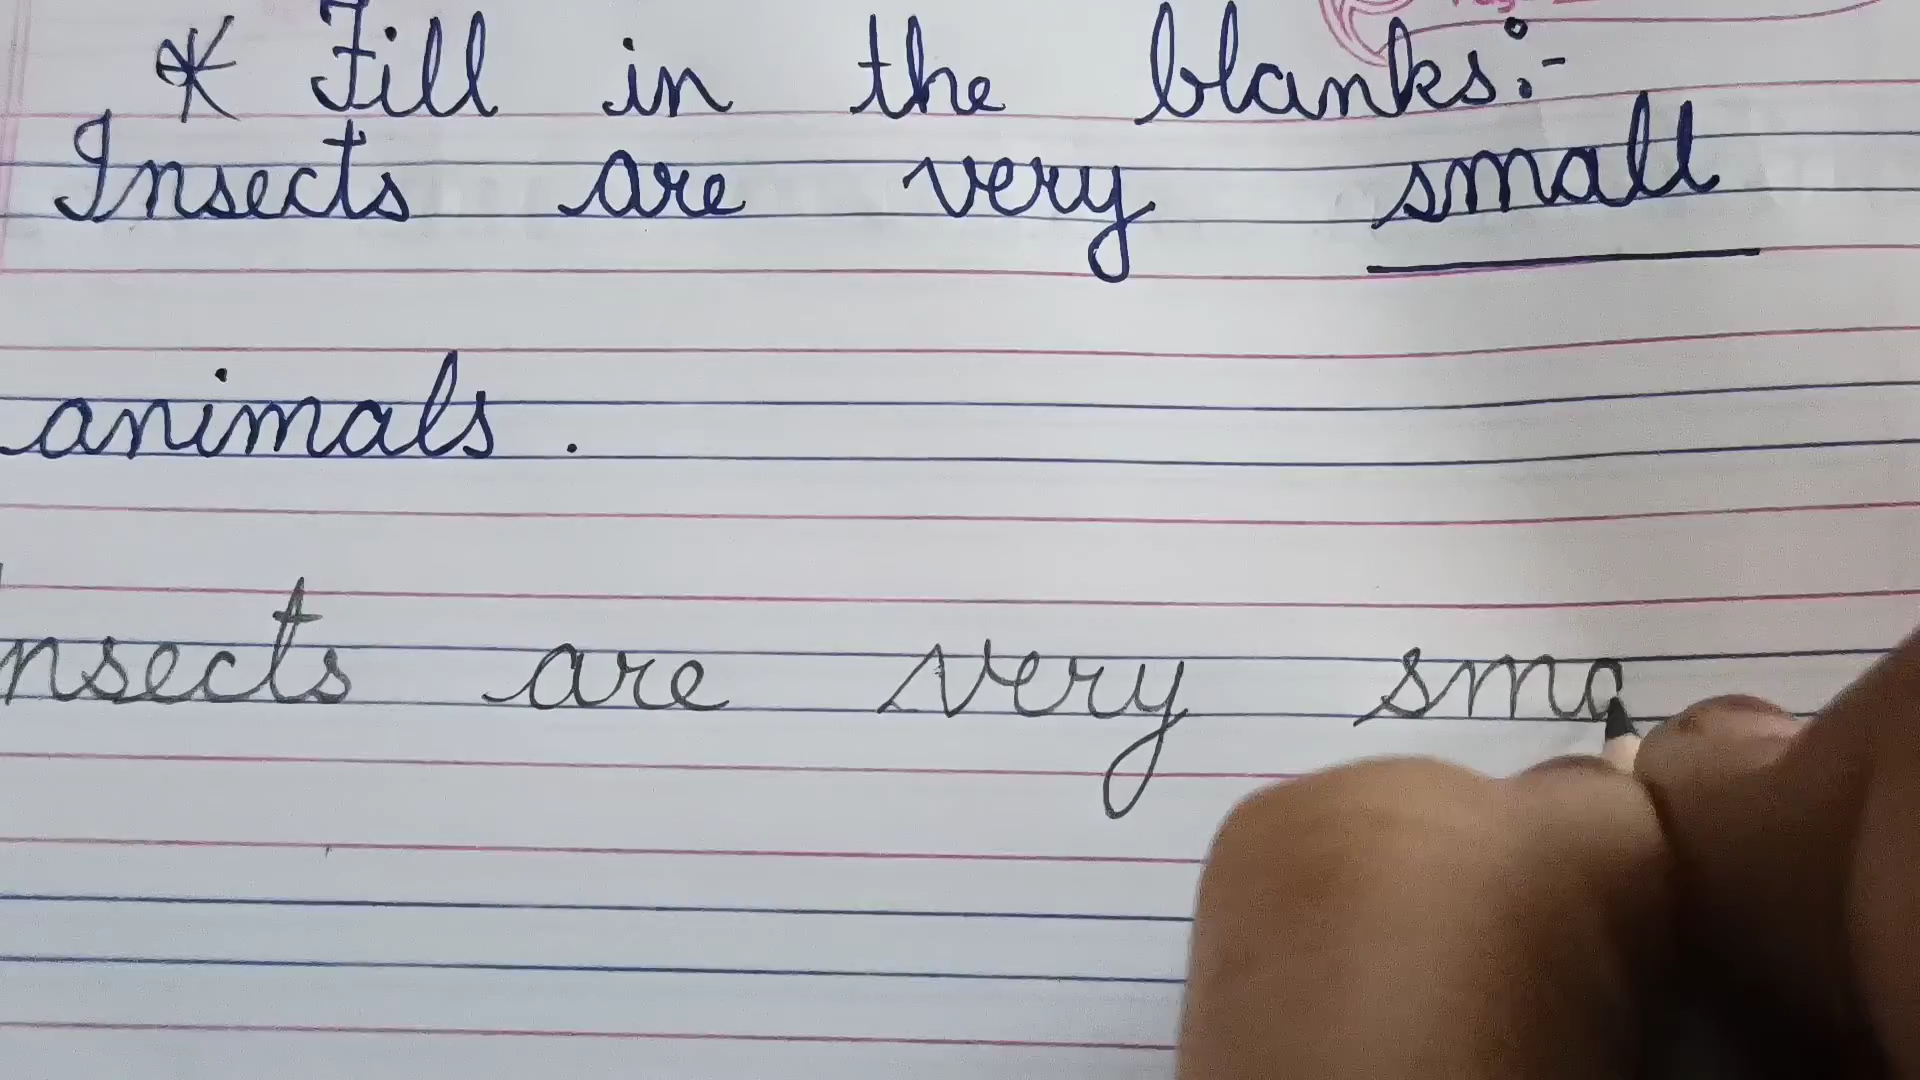 * Fill in the blanks:-
Insects are very small
animals.
nsects are very sma